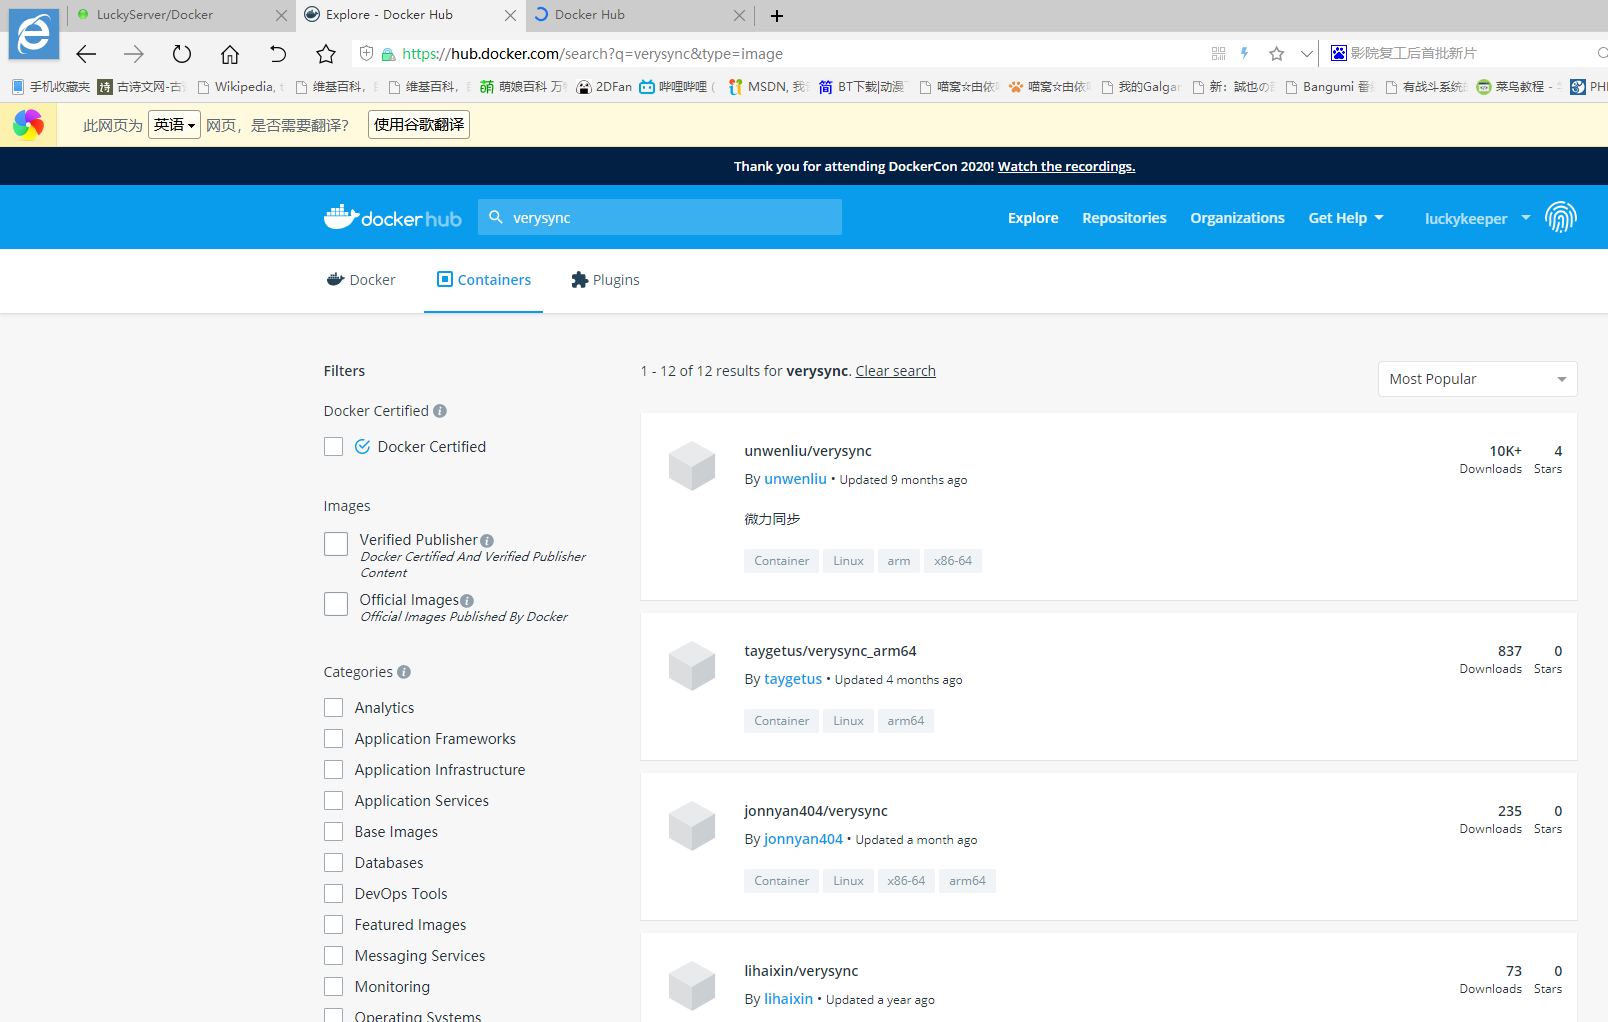 LuckyServer/Docker
Explore - Docker Hub
Docker Hub
https://hub.docker.com/search?q=verysync&type=image
影院复工后首批新片
手机收藏夹 古诗文网-古 Wikipedia, 维基百科, 维基百科, 萌娘百科 万 2DFan 哔哩哔哩 ( MSDN, 我 BT下载|动漫 喵窝☆由依 喵窝☆由依 我的Galgar 新: 誠也の Bangumi 番 有战斗系统 菜鸟教程 - PHI
此网页为 英语 网页，是否需要翻译? 使用谷歌翻译
Thank you for attending DockerCon 2020! Watch the recordings.
docker hub
verysync
Explore Repositories Organizations Get Help luckykeeper
Docker Containers Plugins
Filters
Docker Certified
Docker Certified
Images
Verified Publisher
Docker Certified And Verified Publisher
Content
Official Images
Official Images Published By Docker
Categories
Analytics
Application Frameworks
Application Infrastructure
Application Services
Base Images
Databases
DevOps Tools
Featured Images
Messaging Services
Monitoring
Operating Systems
1 - 12 of 12 results for verysync. Clear search
Most Popular
unwenliu/verysync
By unwenliu • Updated 9 months ago
10K+ 4
Downloads Stars
微力同步
Container Linux arm x86-64
taygetus/verysync_arm64
By taygetus • Updated 4 months ago
837 0
Downloads Stars
Container Linux arm64
jonnyan404/verysync
By jonnyan404 • Updated a month ago
235 0
Downloads Stars
Container Linux x86-64 arm64
lihaixin/verysync
By lihaixin • Updated a year ago
73 0
Downloads Stars